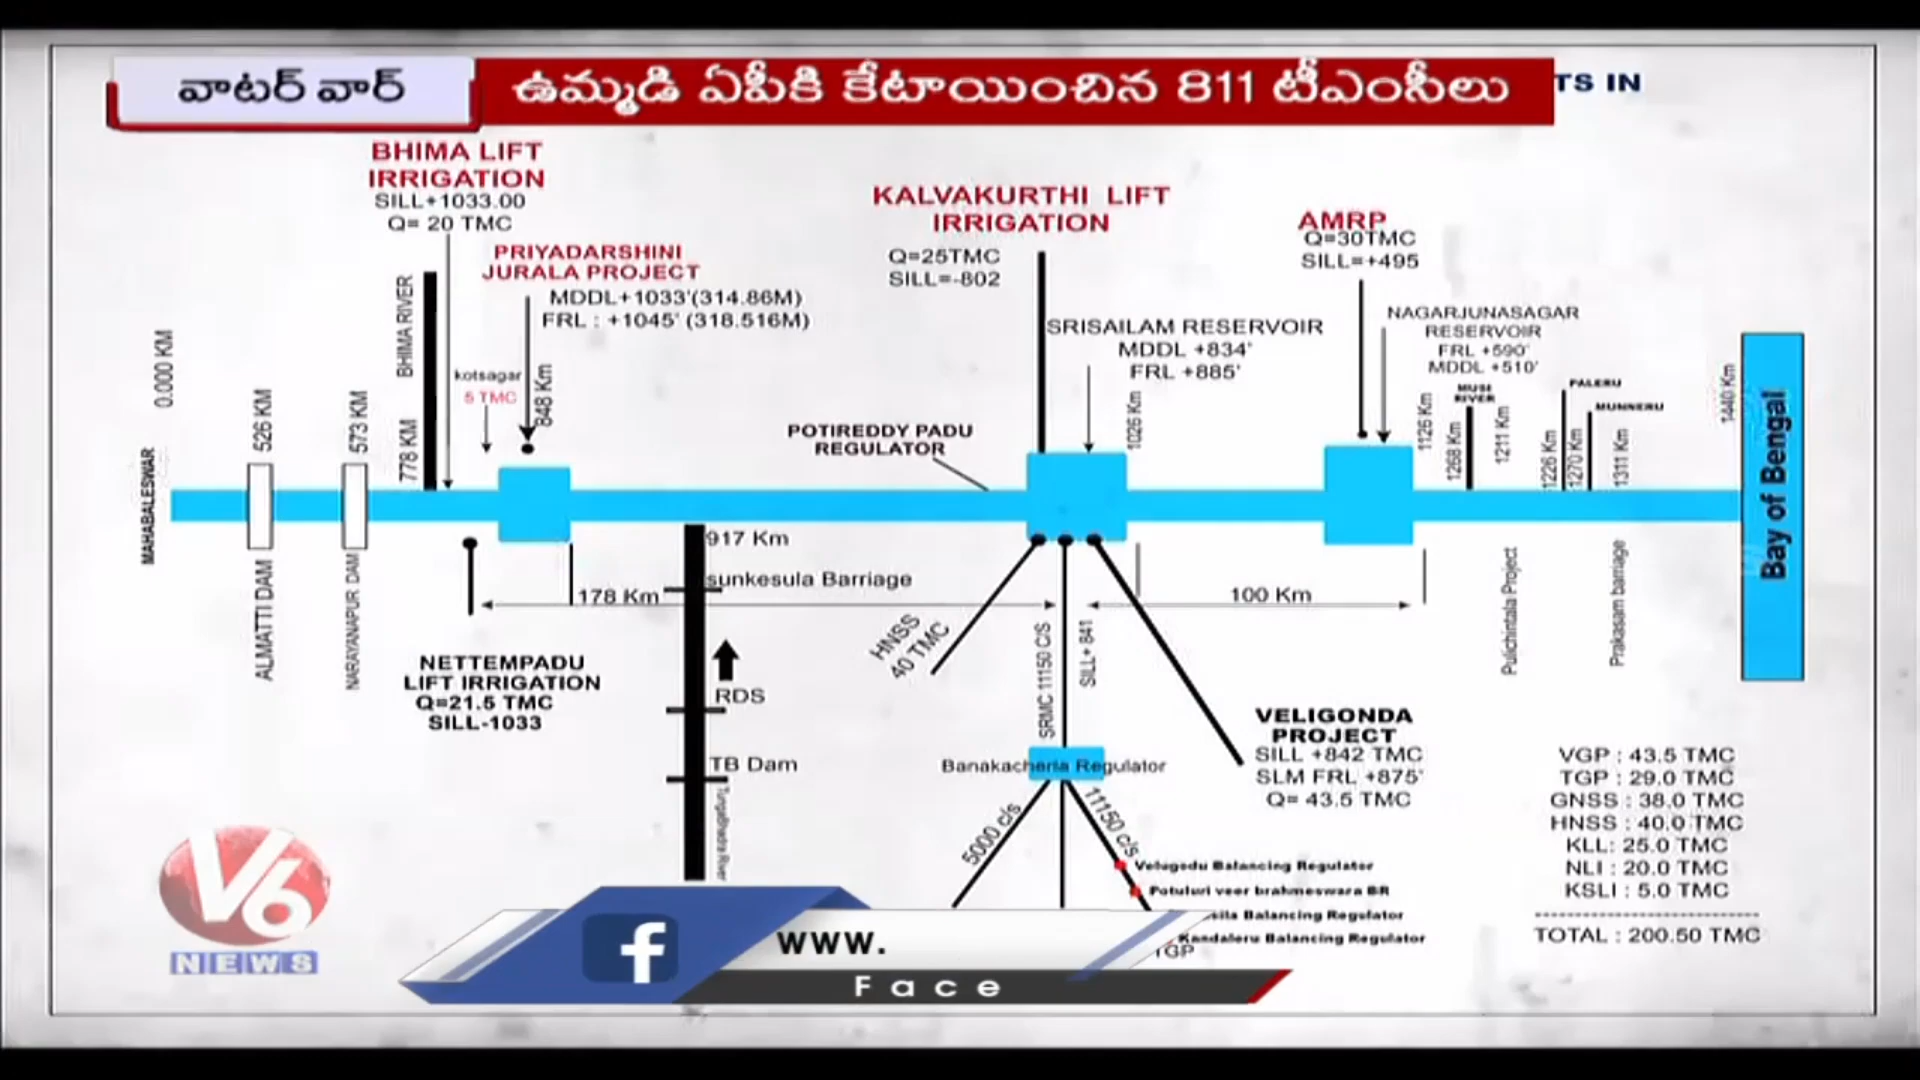 వాటర్ వార్
ఉమ్మడి ఏపీకి కేటాయించిన 811 టీఎంసీలు
TS IN
BHIMA LIFT
IRRIGATION
SILL+1033.00
Q= 20 TMC
PRIYADARSHINI
JURALA PROJECT
MDDL+1033'(314.86M)
FRL : +1045' (318.516M)
KALVAKURTHI LIFT
IRRIGATION
Q=25TMC
SILL=-802
AMRP
Q=30TMC
SILL=+495
SRISAILAM RESERVOIR
MDDL +834'
FRL +885'
NAGARJUNASAGAR
RESERVOIR
FRL +590'
MDDL +510'
MUSI
RIVER
PALERU
MUNNERU
0.000 KM
526 KM
573 KM
778 KM
BHIMA RIVER
kotsagar
5 TMC
848 Km
POTIREDDY PADU
REGULATOR
1026 Km
1126 Km
1268 Km
1211 Km
1226 Km
1270 Km
1311 Km
1440 Km
MAHABALESWAR
ALMATTI DAM
NARAYANAPUR DAM
Bay of Bengal
917 Km
sunkesula Barriage
178 Km
100 Km
HNSS
40 TMC
SRMC 11150 C/S
SILL+ 841
Pulichintala Project
Prakasam barriage
NETTEMPADU
LIFT IRRIGATION
Q=21.5 TMC
SILL-1033
RDS
TB Dam
Tungabhadra River
Banakacherla Regulator
5000 c/s
11150 c/s
VELIGONDA
PROJECT
SILL +842 TMC
SLM FRL +875'
Q= 43.5 TMC
VGP : 43.5 TMC
TGP : 29.0 TMC
GNSS : 38.0 TMC
HNSS : 40.0 TMC
KLL: 25.0 TMC
NLI : 20.0 TMC
KSLI : 5.0 TMC
TOTAL : 200.50 TMC
Velugodu Balancing Regulator
Potuluri veer brahmeswara BR
sila Balancing Regulator
Kandaleru Balancing Regulator
TGP
V6
NEWS
f
www.
Face